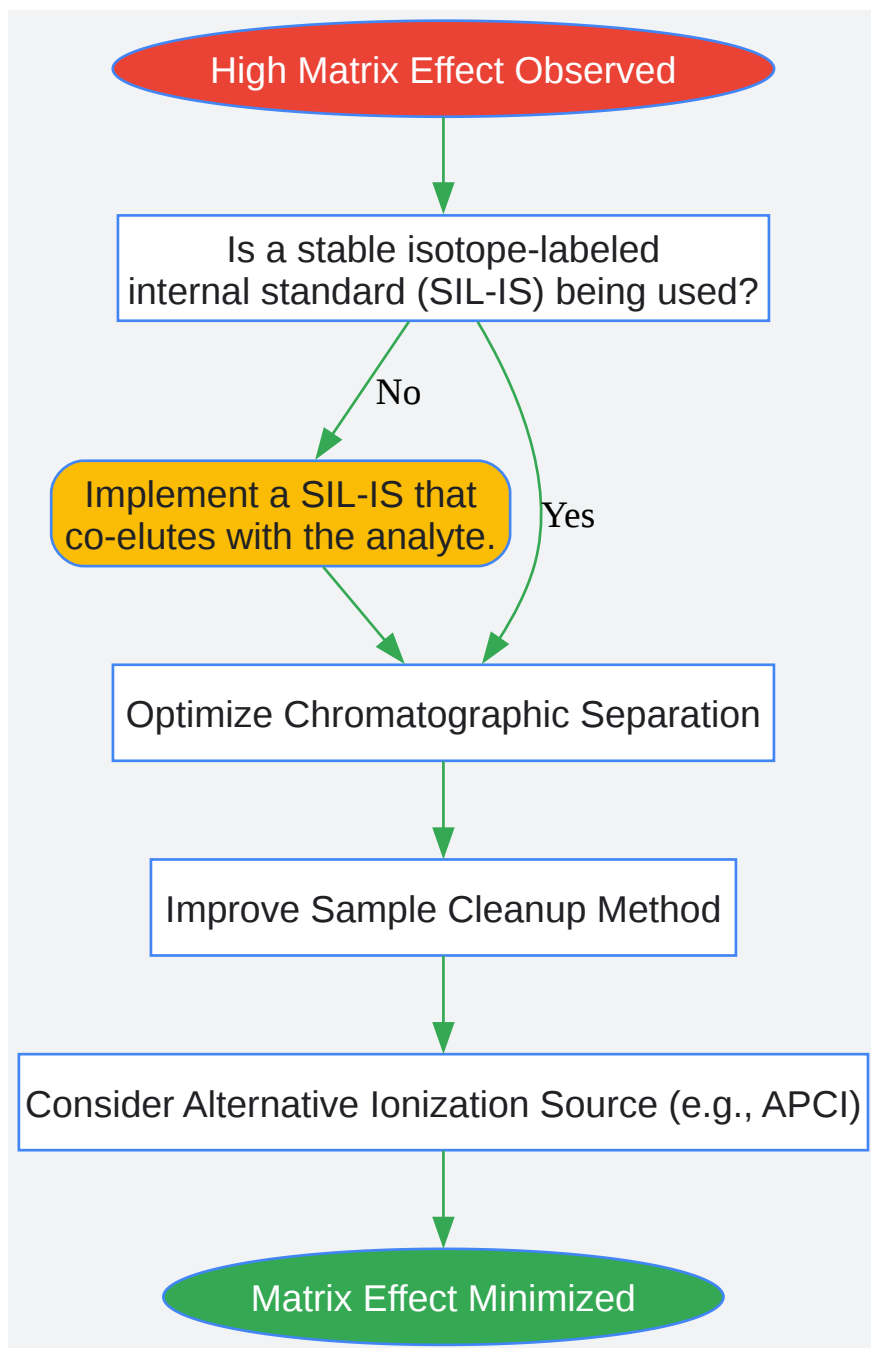 High Matrix Effect Observed
Is a stable isotope-labeled
internal standard (SIL-IS) being used?
No
Implement a SIL-IS that
co-elutes with the analyte.
Yes
Optimize Chromatographic Separation
Improve Sample Cleanup Method
Consider Alternative Ionization Source (e.g., APCI)
Matrix Effect Minimized